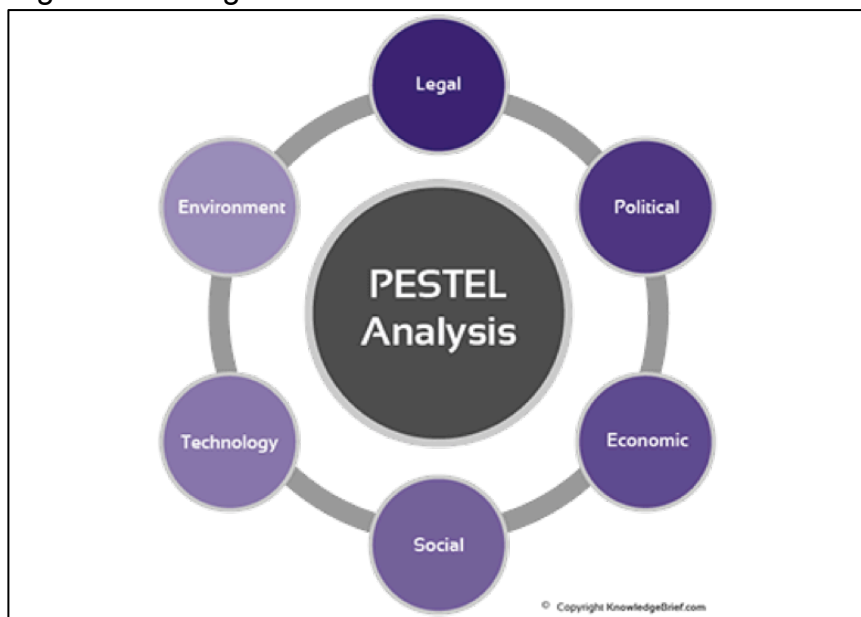 Legal
Environment
Political
PESTEL
Analysis
Technology
Economic
Social
© Copyright KnowledgeBrief.com